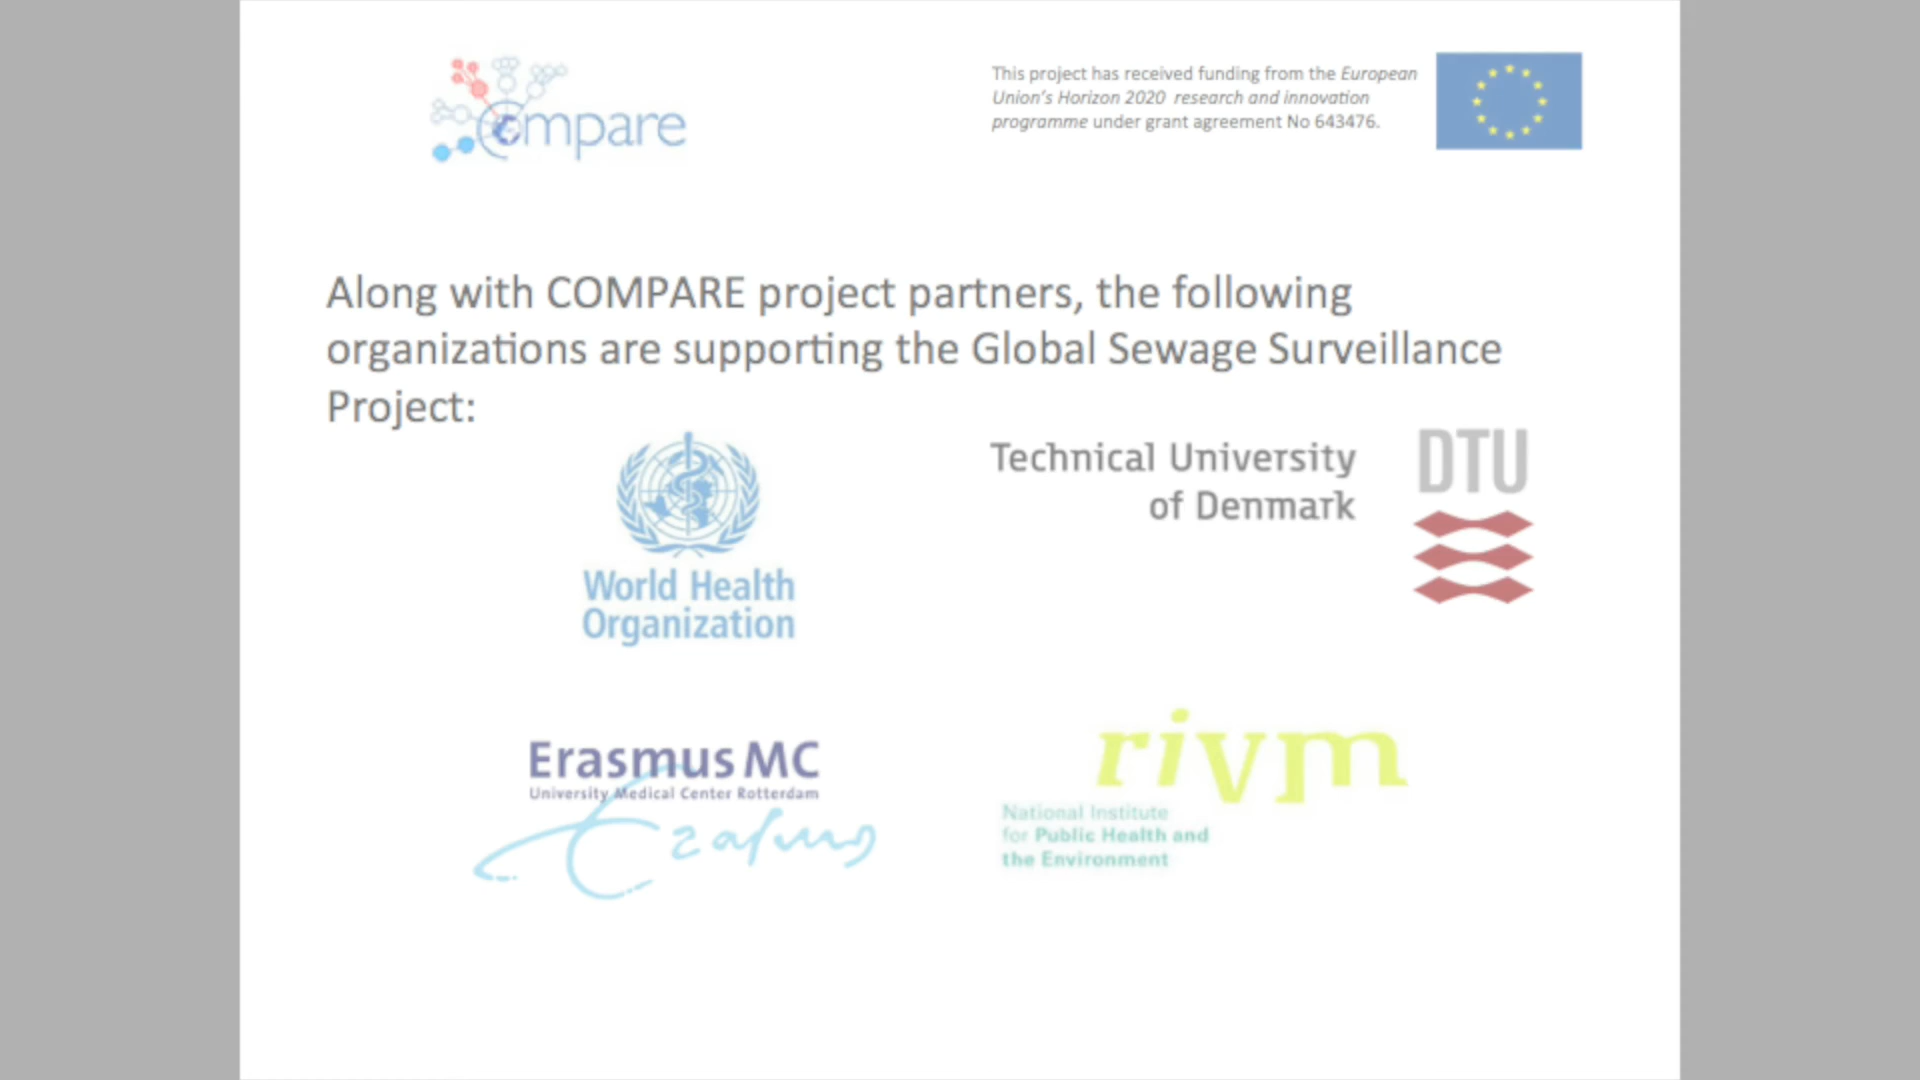 Compare
This project has received funding from the European
Union's Horizon 2020 research and innovation
programme under grant agreement No 643476.
Along with COMPARE project partners, the following
organizations are supporting the Global Sewage Surveillance
Project:
World Health
Organization
Technical University
of Denmark
DTU
Erasmus MC
University Medical Center Rotterdam
Erasmus
rivm
National Institute
for Public Health and
the Environment